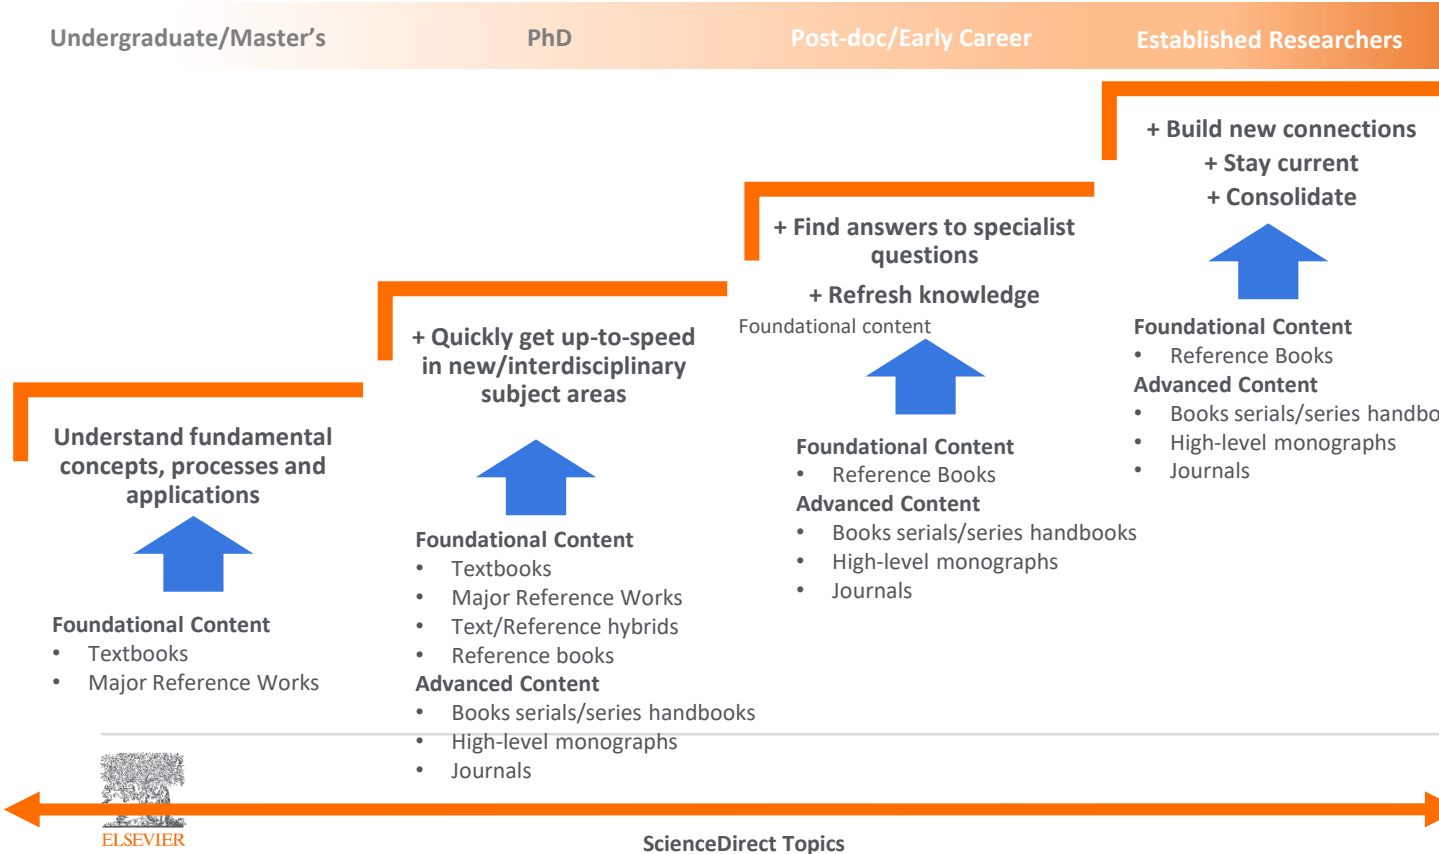 Undergraduate/Master's
PhD
Post-doc/Early Career
Established Researchers
Understand fundamental
concepts, processes and
applications
Foundational Content
• Textbooks
• Major Reference Works
+ Quickly get up-to-speed
in new/interdisciplinary
subject areas
Foundational Content
• Textbooks
• Major Reference Works
• Text/Reference hybrids
• Reference books
Advanced Content
• Books serials/series handbooks
• High-level monographs
• Journals
+ Find answers to specialist
questions
+ Refresh knowledge
Foundational content
Foundational Content
• Reference Books
Advanced Content
• Books serials/series handbooks
• High-level monographs
• Journals
+ Build new connections
+ Stay current
+ Consolidate
Foundational Content
• Reference Books
Advanced Content
• Books serials/series handbo
• High-level monographs
• Journals
ELSEVIER
ScienceDirect Topics